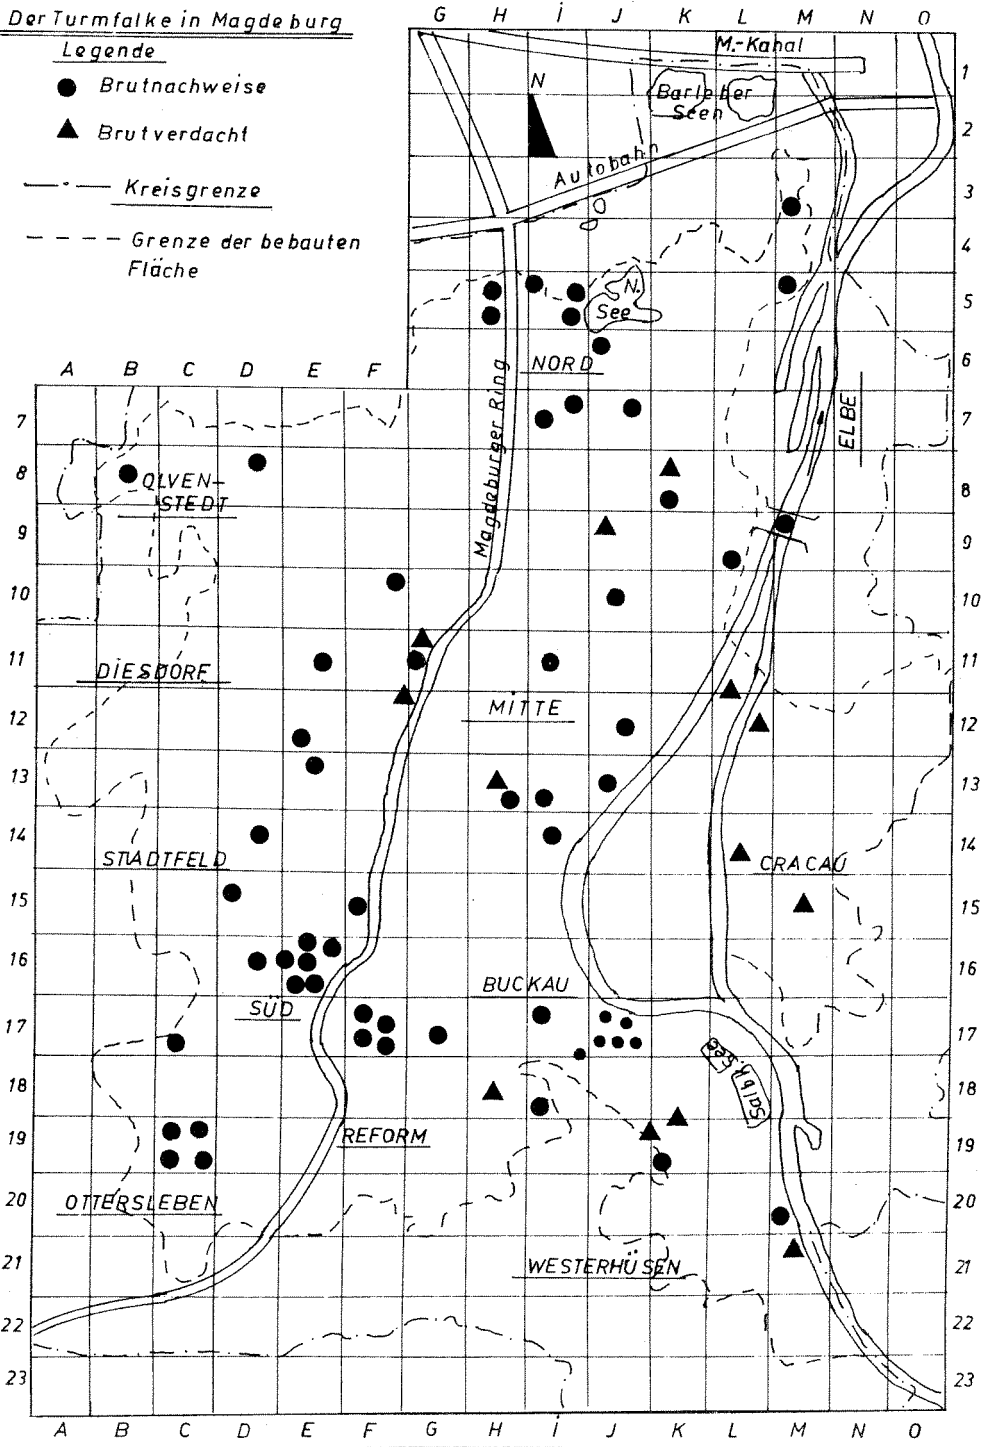 Der Turmfalke in Magdeburg
Legende
Brutnachweise
Brutverdacht
Kreisgrenze
Grenze der bebauten
Fläche
G H I J K L M N O
M.-Kanal
1
N
Barleber
Seen
2
Autobahn
3
4
N.
See
5
NORD
6
A B C D E F
Magdeburger Ring
ELBE
7 7
8 8
OLVEN-
STEDT
9 9
10 10
11 11
DIESDORF
MITTE
12 12
13 13
14 14
STADTFELD
CRACAU
15 15
16 16
BUCKAU
SÜD
17 17
Salbk. See
18 18
REFORM
19 19
OTTERSLEBEN
20 20
WESTERHÜSEN
21 21
22 22
23 23
A B C D E F G H I J K L M N O